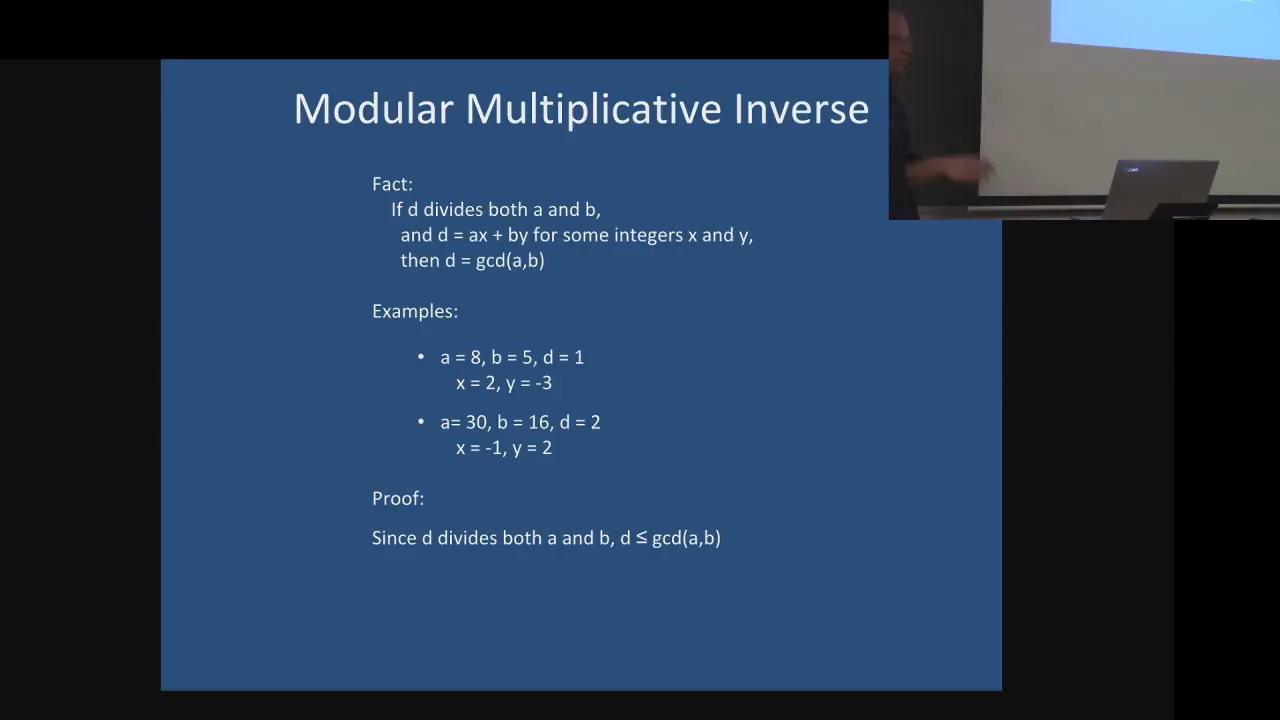 Modular Multiplicative Inverse
Fact:
If d divides both a and b,
and d = ax + by for some integers x and y,
then d = gcd(a,b)
Examples:
• a = 8, b = 5, d = 1
x = 2, y = -3
• a= 30, b = 16, d = 2
x = -1, y = 2
Proof:
Since d divides both a and b, d ≤ gcd(a,b)